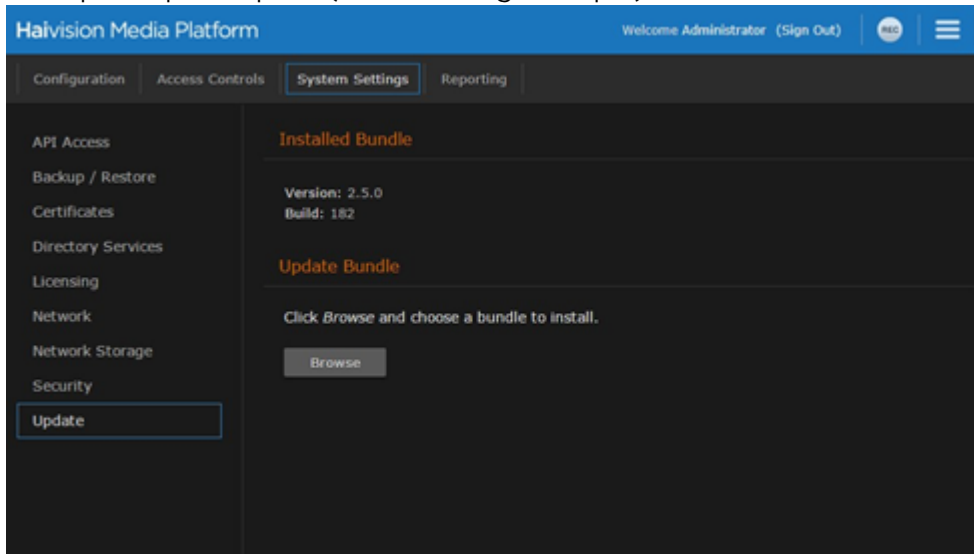 Haivision Media Platform
Welcome Administrator (Sign Out)
REC
Configuration
Access Controls
System Settings
Reporting
API Access
Backup / Restore
Certificates
Directory Services
Licensing
Network
Network Storage
Security
Update
Installed Bundle
Version: 2.5.0
Build: 182
Update Bundle
Click Browse and choose a bundle to install.
Browse